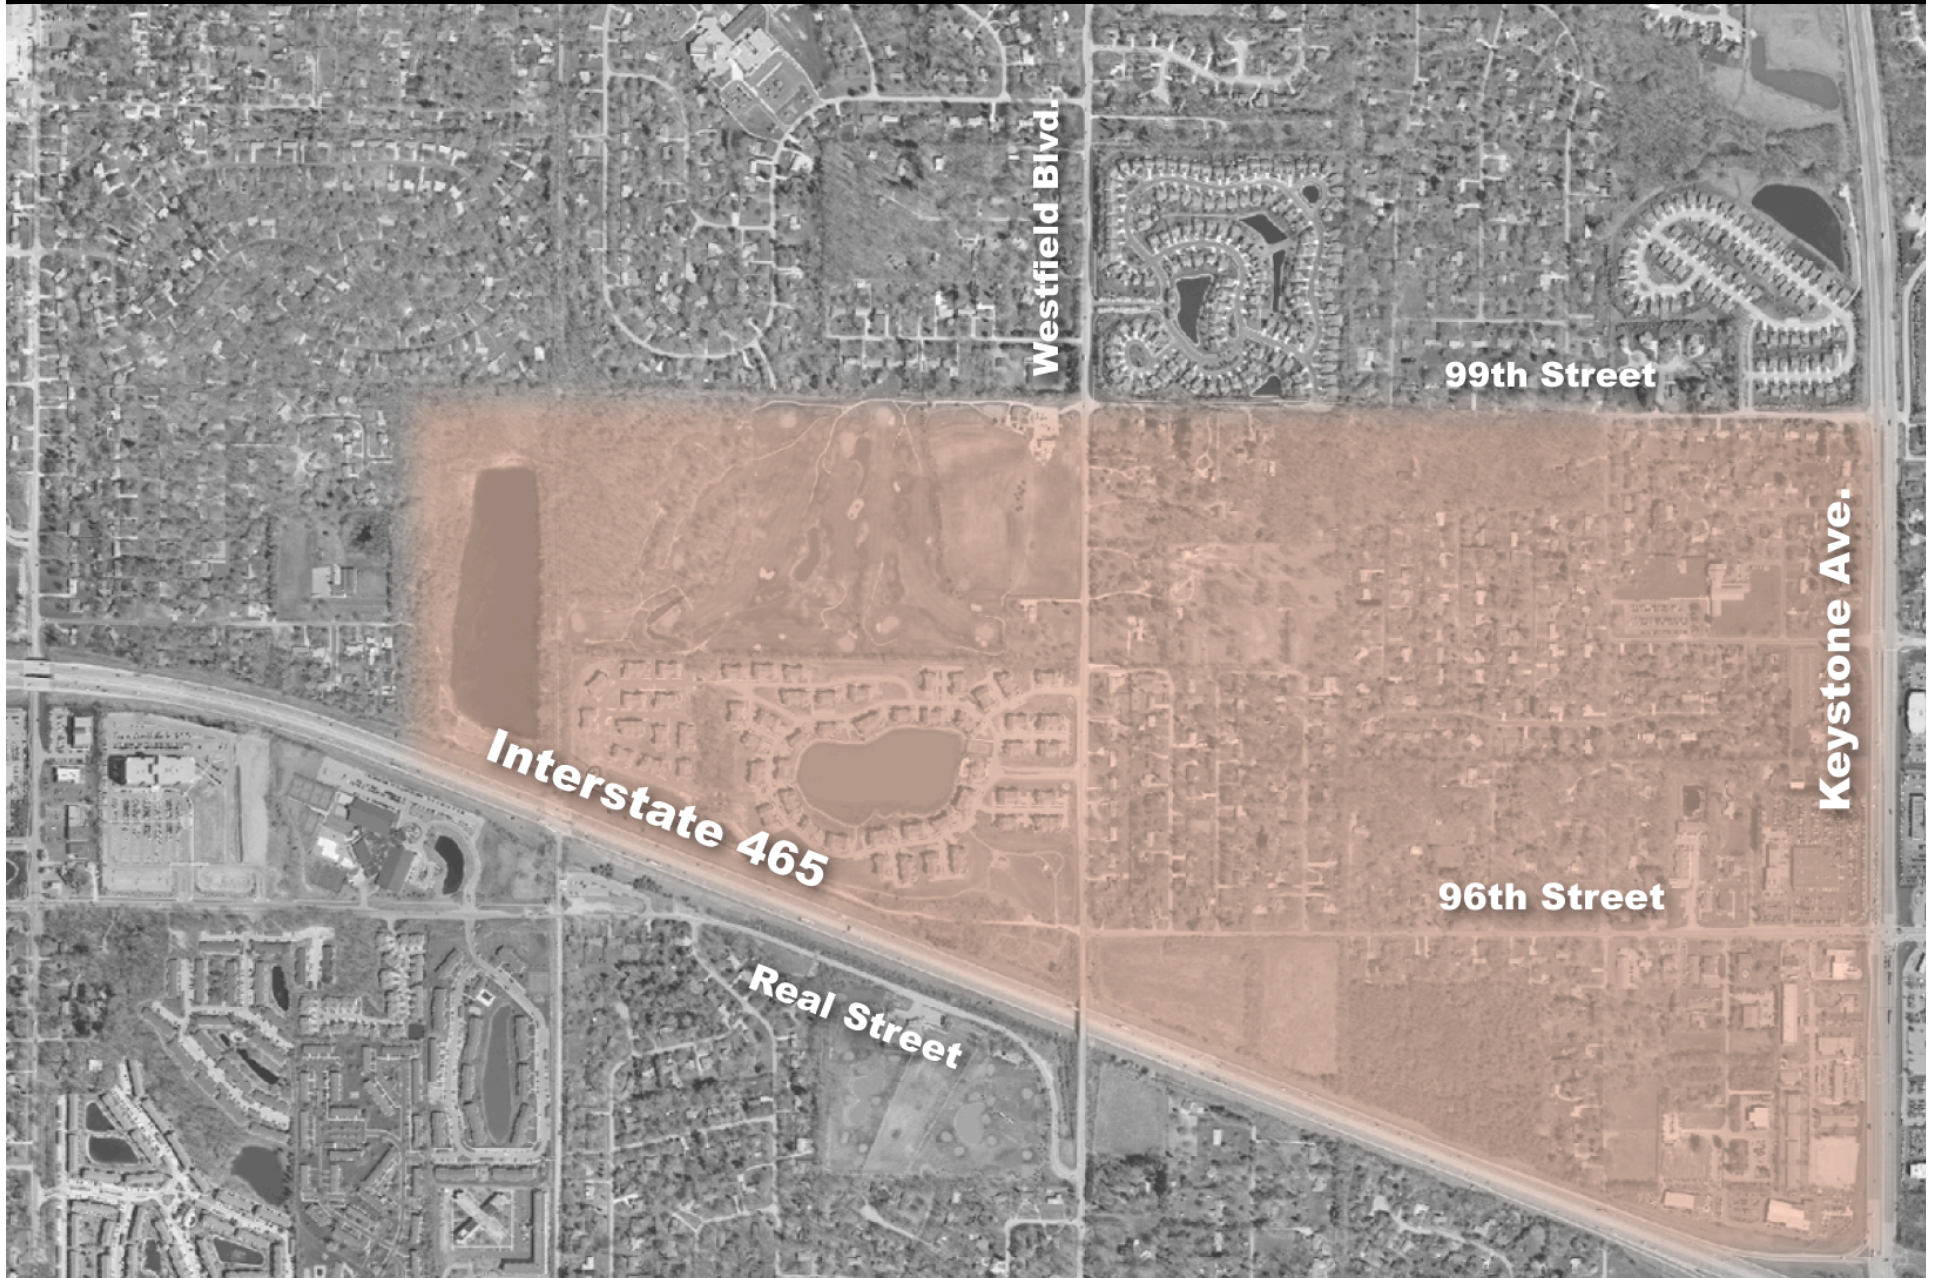 Westfield Blvd.
99th Street
Keystone Ave.
Interstate 465
96th Street
Real Street